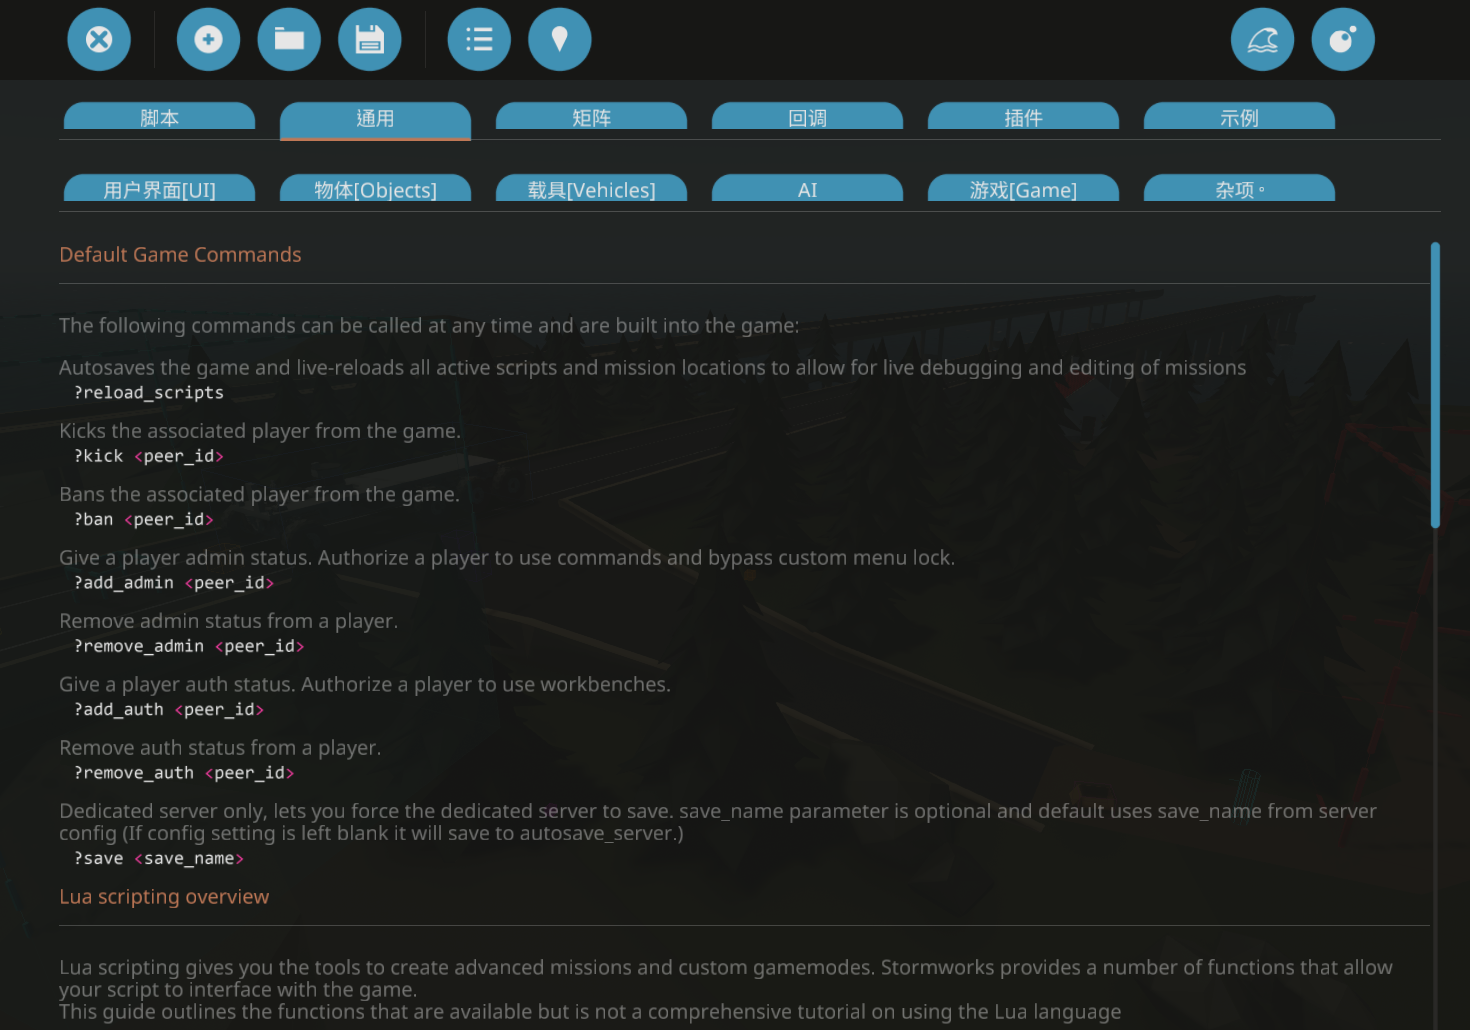 脚本
通用
矩阵
回调
插件
示例
用户界面[UI]
物体[Objects]
载具[Vehicles]
AI
游戏[Game]
杂项。
Default Game Commands
The following commands can be called at any time and are built into the game:
Autosaves the game and live-reloads all active scripts and mission locations to allow for live debugging and editing of missions
?reload_scripts
Kicks the associated player from the game.
?kick <peer_id>
Bans the associated player from the game.
?ban <peer_id>
Give a player admin status. Authorize a player to use commands and bypass custom menu lock.
?add_admin <peer_id>
Remove admin status from a player.
?remove_admin <peer_id>
Give a player auth status. Authorize a player to use workbenches.
?add_auth <peer_id>
Remove auth status from a player.
?remove_auth <peer_id>
Dedicated server only, lets you force the dedicated server to save. save_name parameter is optional and default uses save_name from server
config (If config setting is left blank it will save to autosave_server.)
?save <save_name>
Lua scripting overview
Lua scripting gives you the tools to create advanced missions and custom gamemodes. Stormworks provides a number of functions that allow
your script to interface with the game.
This guide outlines the functions that are available but is not a comprehensive tutorial on using the Lua language